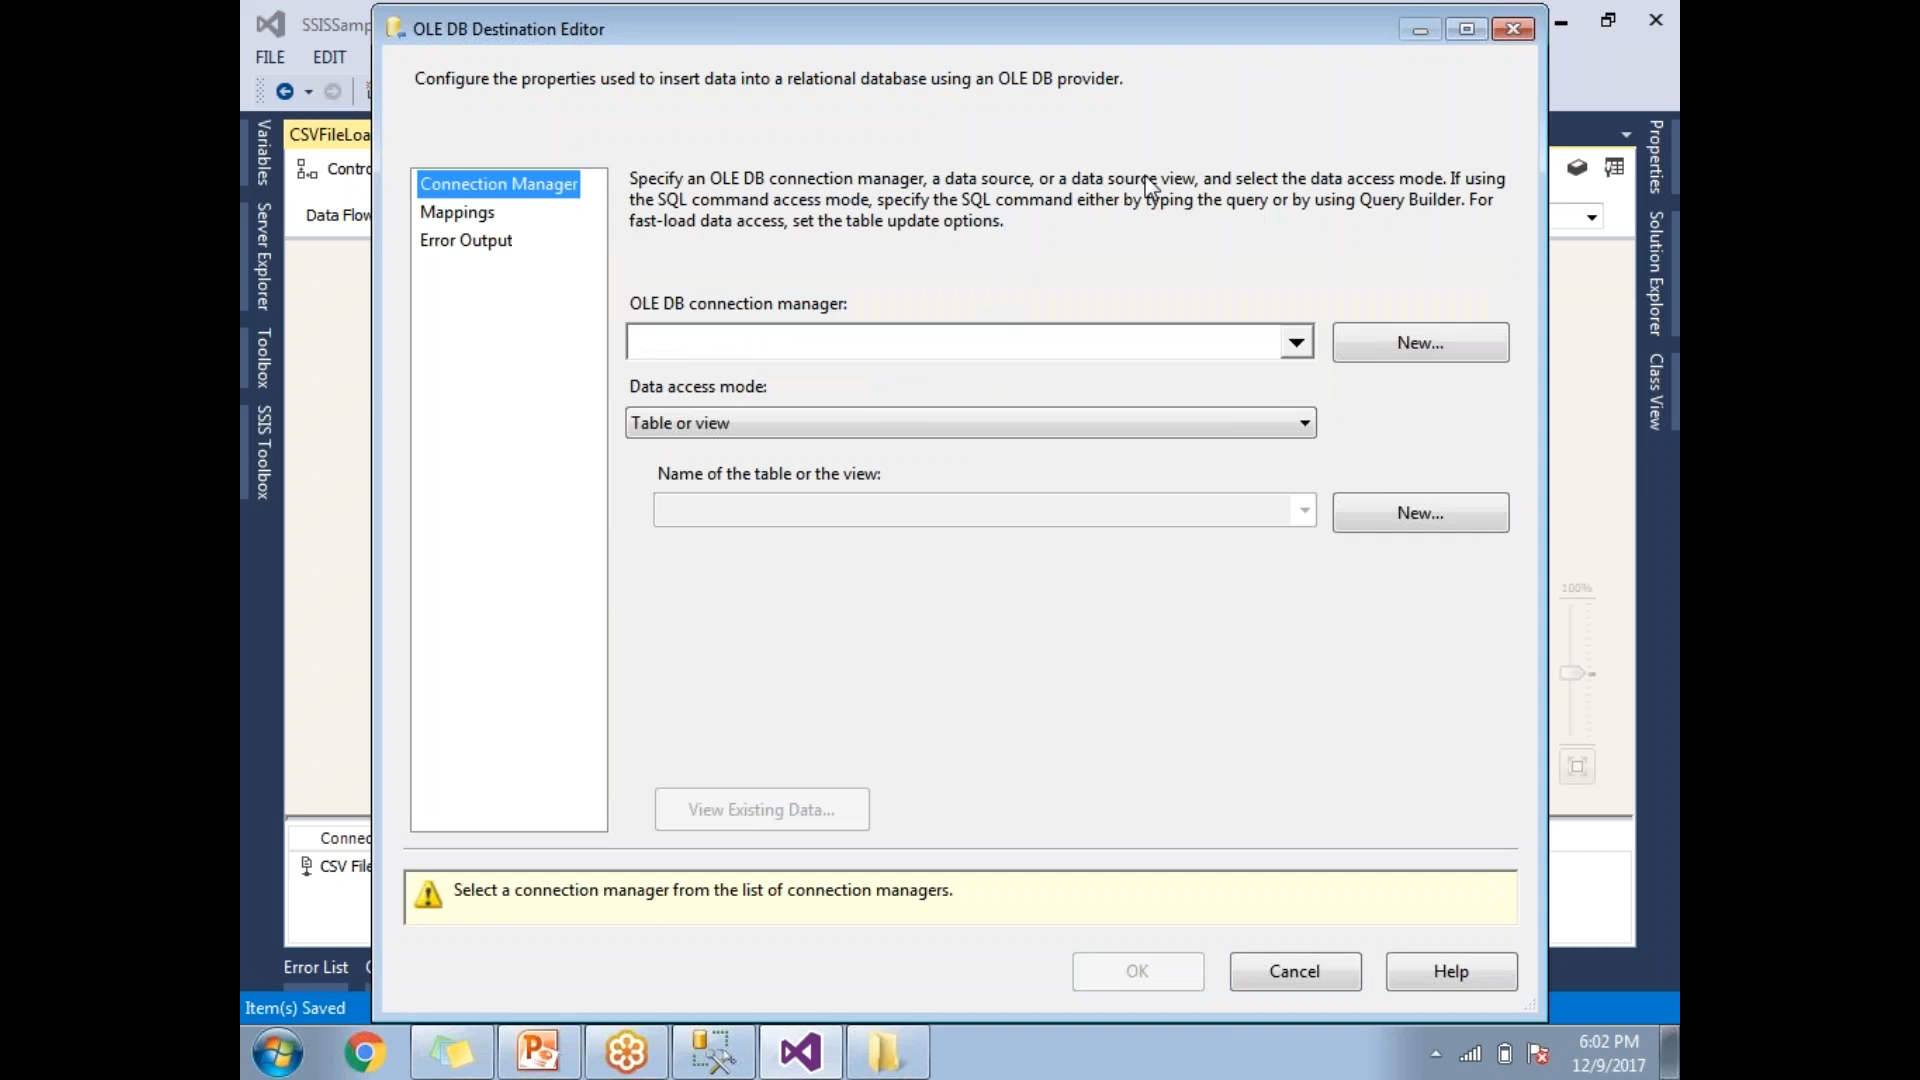 SSISSamp
OLE DB Destination Editor
FILE EDIT
Configure the properties used to insert data into a relational database using an OLE DB provider.
CSVFileLoa
Contro
Data Flow
Variables
Server Explorer
Toolbox
SSIS Toolbox
Connection Manager
Mappings
Error Output
Specify an OLE DB connection manager, a data source, or a data source view, and select the data access mode. If using
the SQL command access mode, specify the SQL command either by typing the query or by using Query Builder. For
fast-load data access, set the table update options.
OLE DB connection manager:
New...
Data access mode:
Table or view
Name of the table or the view:
New...
View Existing Data...
Properties
Solution Explorer
Class View
100%
Connec
CSV File
Select a connection manager from the list of connection managers.
OK Cancel Help
Error List
Item(s) Saved
6:02 PM
12/9/2017